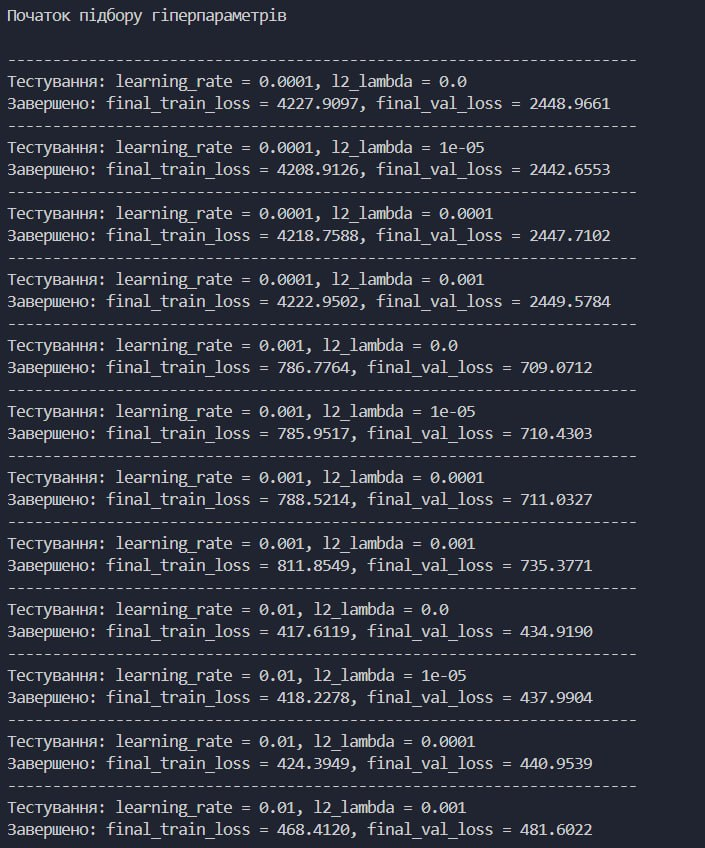 Початок підбору гіперпараметрів
----------------------------------------------------------------------
Тестування: learning_rate = 0.0001, l2_lambda = 0.0
Завершено: final_train_loss = 4227.9097, final_val_loss = 2448.9661
----------------------------------------------------------------------
Тестування: learning_rate = 0.0001, l2_lambda = 1e-05
Завершено: final_train_loss = 4208.9126, final_val_loss = 2442.6553
----------------------------------------------------------------------
Тестування: learning_rate = 0.0001, l2_lambda = 0.0001
Завершено: final_train_loss = 4218.7588, final_val_loss = 2447.7102
----------------------------------------------------------------------
Тестування: learning_rate = 0.0001, l2_lambda = 0.001
Завершено: final_train_loss = 4222.9502, final_val_loss = 2449.5784
----------------------------------------------------------------------
Тестування: learning_rate = 0.001, l2_lambda = 0.0
Завершено: final_train_loss = 786.7764, final_val_loss = 709.0712
----------------------------------------------------------------------
Тестування: learning_rate = 0.001, l2_lambda = 1e-05
Завершено: final_train_loss = 785.9517, final_val_loss = 710.4303
----------------------------------------------------------------------
Тестування: learning_rate = 0.001, l2_lambda = 0.0001
Завершено: final_train_loss = 788.5214, final_val_loss = 711.0327
----------------------------------------------------------------------
Тестування: learning_rate = 0.001, l2_lambda = 0.001
Завершено: final_train_loss = 811.8549, final_val_loss = 735.3771
----------------------------------------------------------------------
Тестування: learning_rate = 0.01, l2_lambda = 0.0
Завершено: final_train_loss = 417.6119, final_val_loss = 434.9190
----------------------------------------------------------------------
Тестування: learning_rate = 0.01, l2_lambda = 1e-05
Завершено: final_train_loss = 418.2278, final_val_loss = 437.9904
----------------------------------------------------------------------
Тестування: learning_rate = 0.01, l2_lambda = 0.0001
Завершено: final_train_loss = 424.3949, final_val_loss = 440.9539
----------------------------------------------------------------------
Тестування: learning_rate = 0.01, l2_lambda = 0.001
Завершено: final_train_loss = 468.4120, final_val_loss = 481.6022